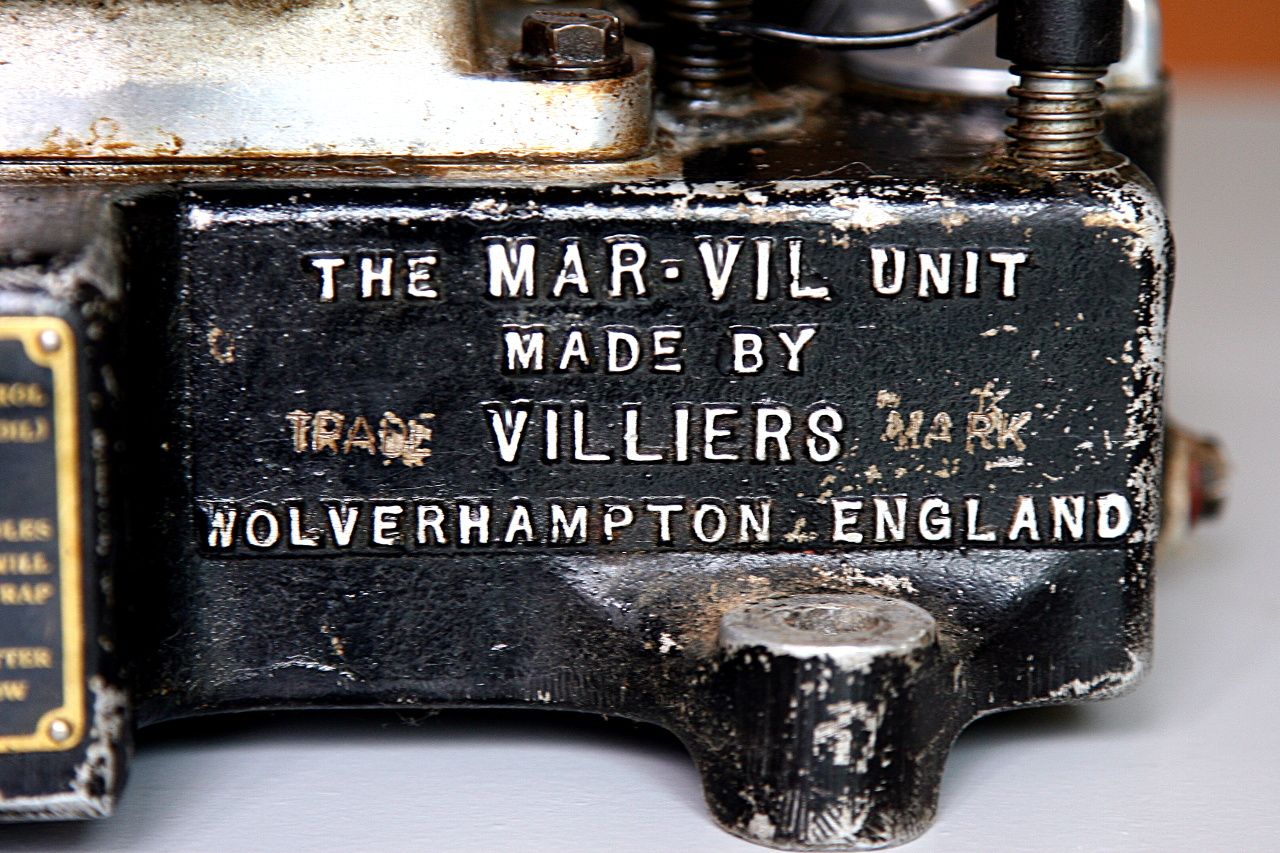 THE MAR-VIL UNIT
MADE BY
TRADE VILLIERS MARK
WOLVERHAMPTON. ENGLAND